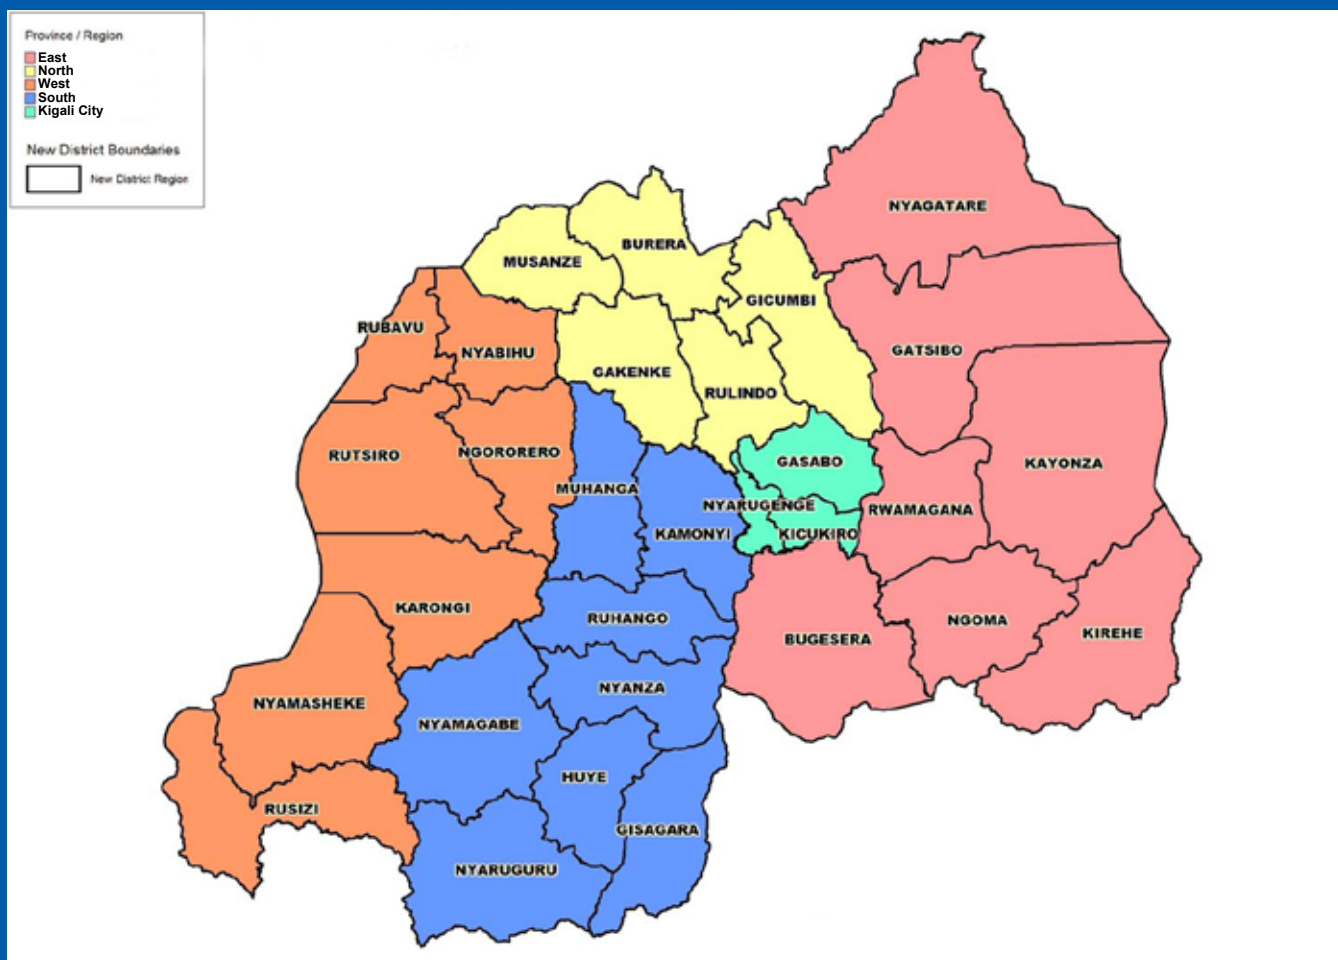 Province / Region
East
North
West
South
Kigali City
New District Boundaries
New District Region
NYAGATARE
BURERA
MUSANZE
GICUMBI
RUBAVU
NYABIHU
GATSIBO
GAKENKE
RULINDO
RUTSIRO
NGORORERO
GASABO
KAYONZA
MUHANGA
NYARUGENGE
RWAMAGANA
KAMONYI
KICUKIRO
KARONGI
RUHANGO
NGOMA
BUGESERA
KIREHE
NYANZA
NYAMASHEKE
NYAMAGABE
HUYE
RUSIZI
GISAGARA
NYARUGURU